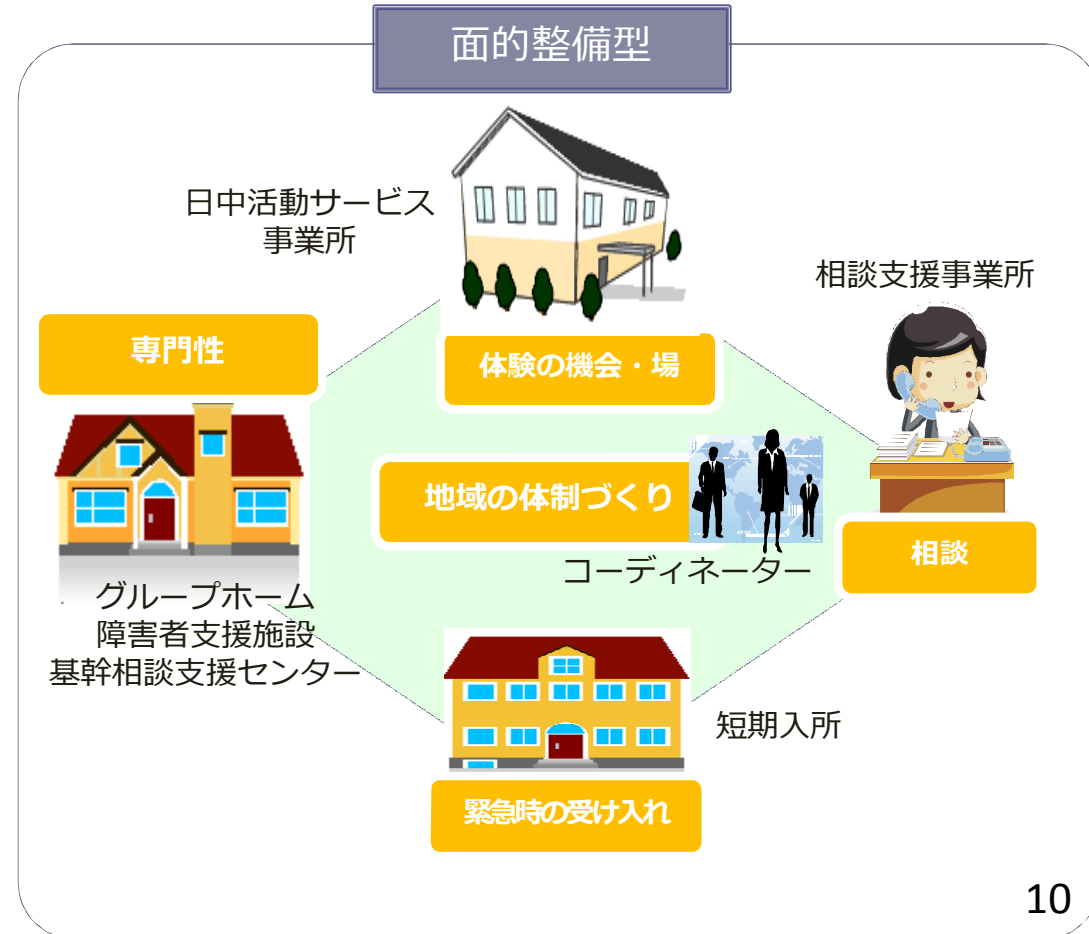 面的整備型
日中活動サービス
事業所
相談支援事業所
専門性
体験の機会・場
地域の体制づくり
コーディネーター
相談
グループホーム
障害者支援施設
基幹相談支援センター
短期入所
緊急時の受け入れ
10